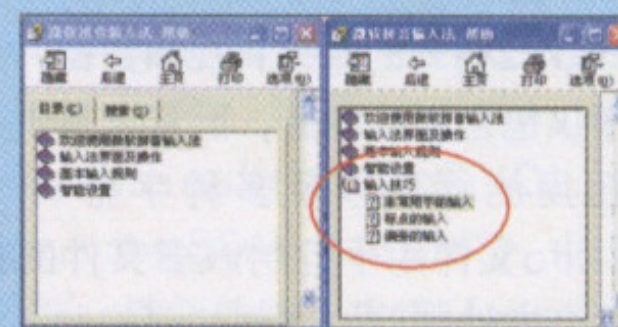 微软拼音输入法 帮助
隐藏 后退 主页 打印 选项(O)
目录(C) 搜索(S)
欢迎使用微软拼音输入法
输入法界面及操作
基本输入规则
智能设置
微软拼音输入法 帮助
隐藏 后退 主页 打印 选项(O)
欢迎使用微软拼音输入法
输入法界面及操作
基本输入规则
智能设置
输入技巧
非常用字的输入
标点的输入
偏旁的输入